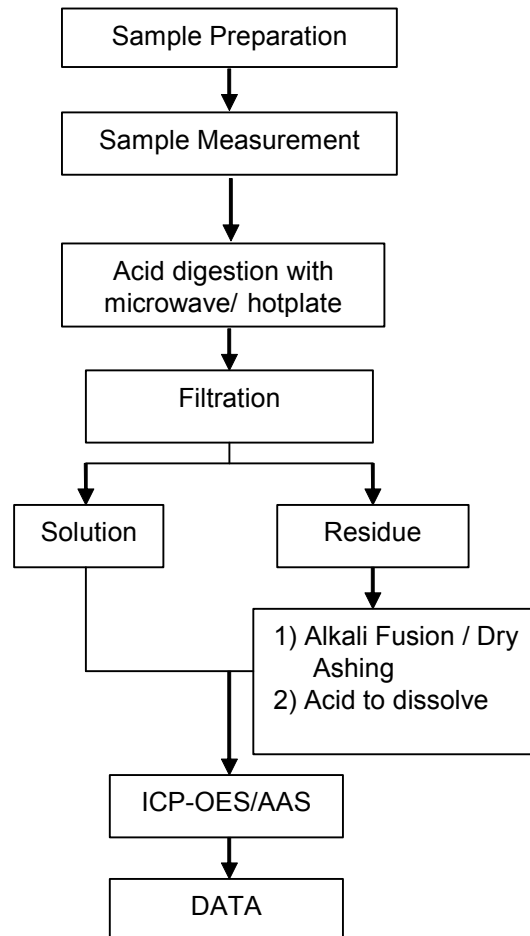 Sample Preparation
Sample Measurement
Acid digestion with
microwave/ hotplate
Filtration
Solution
Residue
1) Alkali Fusion / Dry
Ashing
2) Acid to dissolve
ICP-OES/AAS
DATA